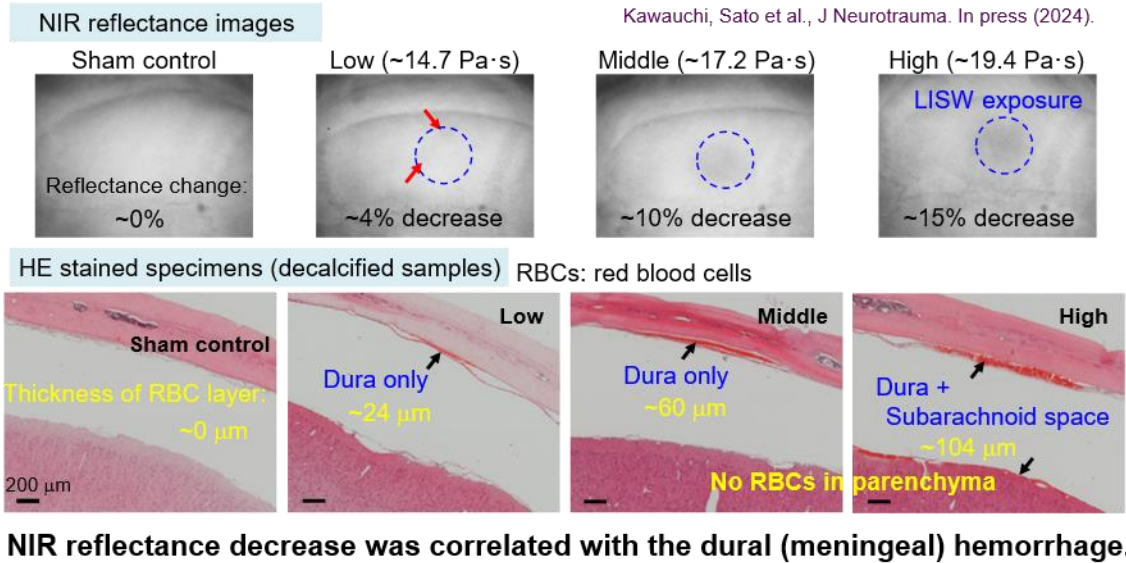 NIR reflectance images
Kawauchi, Sato et al., J Neurotrauma. In press (2024).
Sham control
Low (~14.7 Pa·s)
Middle (~17.2 Pa·s)
High (~19.4 Pa·s)
LISW exposure
Reflectance change:
~0%
~4% decrease
~10% decrease
~15% decrease
HE stained specimens (decalcified samples)
RBCs: red blood cells
Sham control
Low
Middle
High
Thickness of RBC layer:
~0 μm
Dura only
~24 μm
Dura only
~60 μm
Dura +
Subarachnoid space
~104 μm
No RBCs in parenchyma
200 μm
NIR reflectance decrease was correlated with the dural (meningeal) hemorrhage.